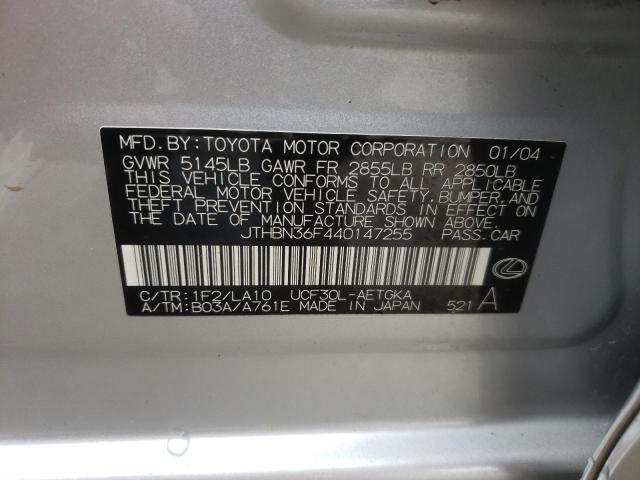 MFD. BY: TOYOTA MOTOR CORPORATION 01/04
GVWR 5145LB GAWR FR 2855LB RR 2850LB
THIS VEHICLE CONFORMS TO ALL APPLICABLE
FEDERAL MOTOR VEHICLE SAFETY, BUMPER, AND
THEFT PREVENTION STANDARDS IN EFFECT ON
THE DATE OF MANUFACTURE SHOWN ABOVE.
JTHBN36F440147255 PASS. CAR
C/TR: 1F2/LA10 UCF30L-AETGKA
A/TM: B03A/A761E MADE IN JAPAN 521 A